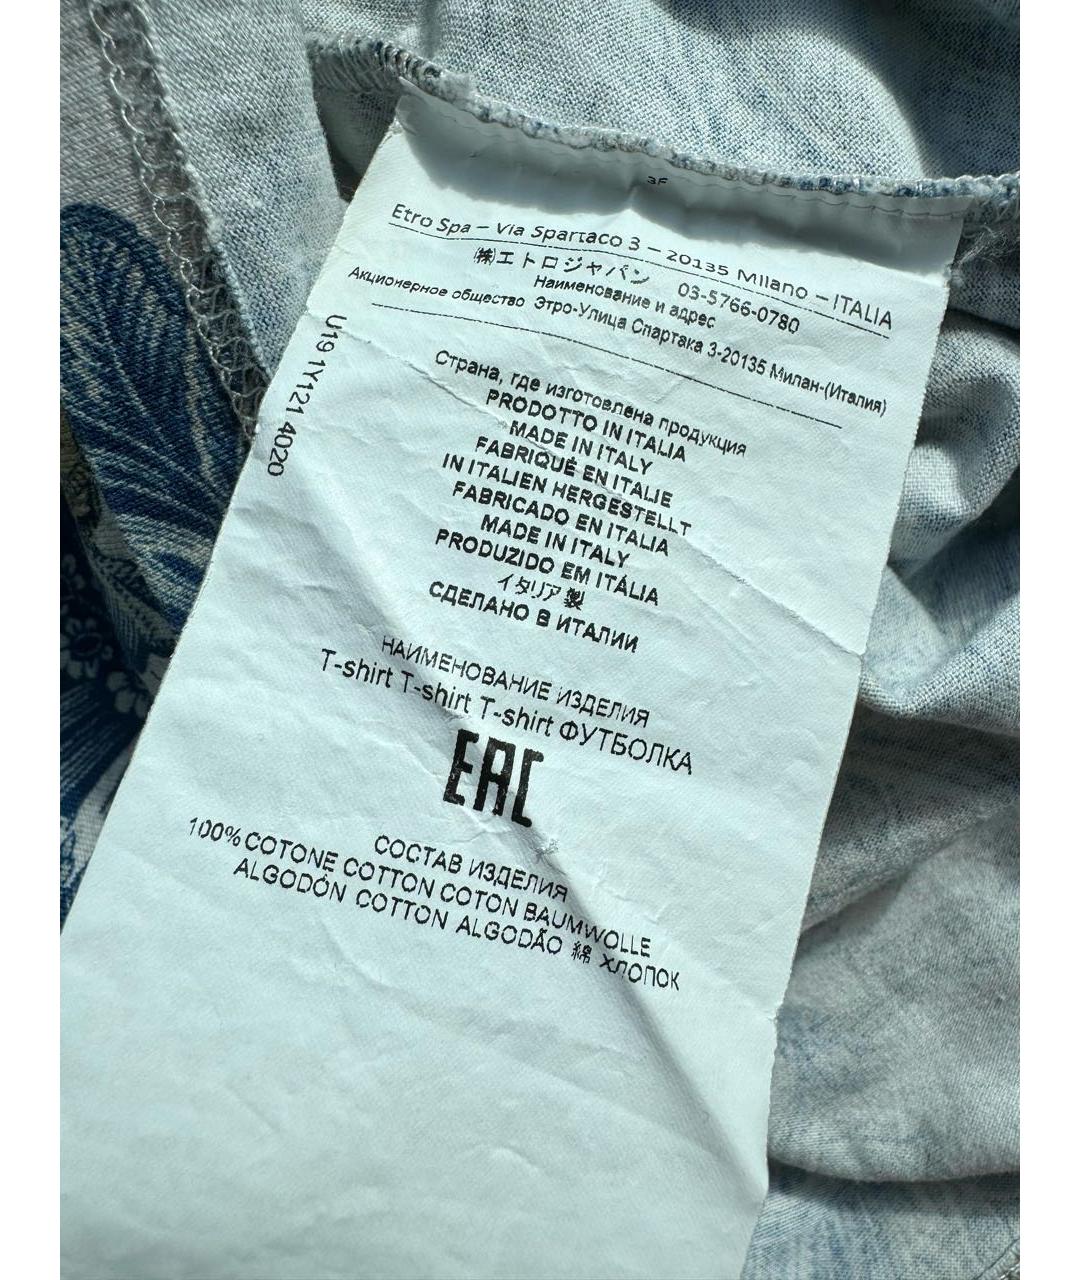 3F
Etro Spa – Via Spartaco 3 – 20135 Milano – ITALIA
㈱エトロジャパン 03-5766-0780
Наименование и адрес
Акционерное общество Этро-Улица Спартака 3-20135 Милан-(Италия)
U19 1Y121 4020
Страна, где изготовлена продукция
PRODOTTO IN ITALIA
MADE IN ITALY
FABRIQUÉ EN ITALIE
IN ITALIEN HERGESTELLT
FABRICADO EN ITALIA
MADE IN ITALY
PRODUZIDO EM ITÁLIA
イタリア製
СДЕЛАНО В ИТАЛИИ
НАИМЕНОВАНИЕ ИЗДЕЛИЯ
T-shirt T-shirt T-shirt ФУТБОЛКА
EAC
СОСТАВ ИЗДЕЛИЯ
100% COTONE COTTON COTON BAUMWOLLE
ALGODÓN COTTON ALGODÃO 綿 ХЛОПОК